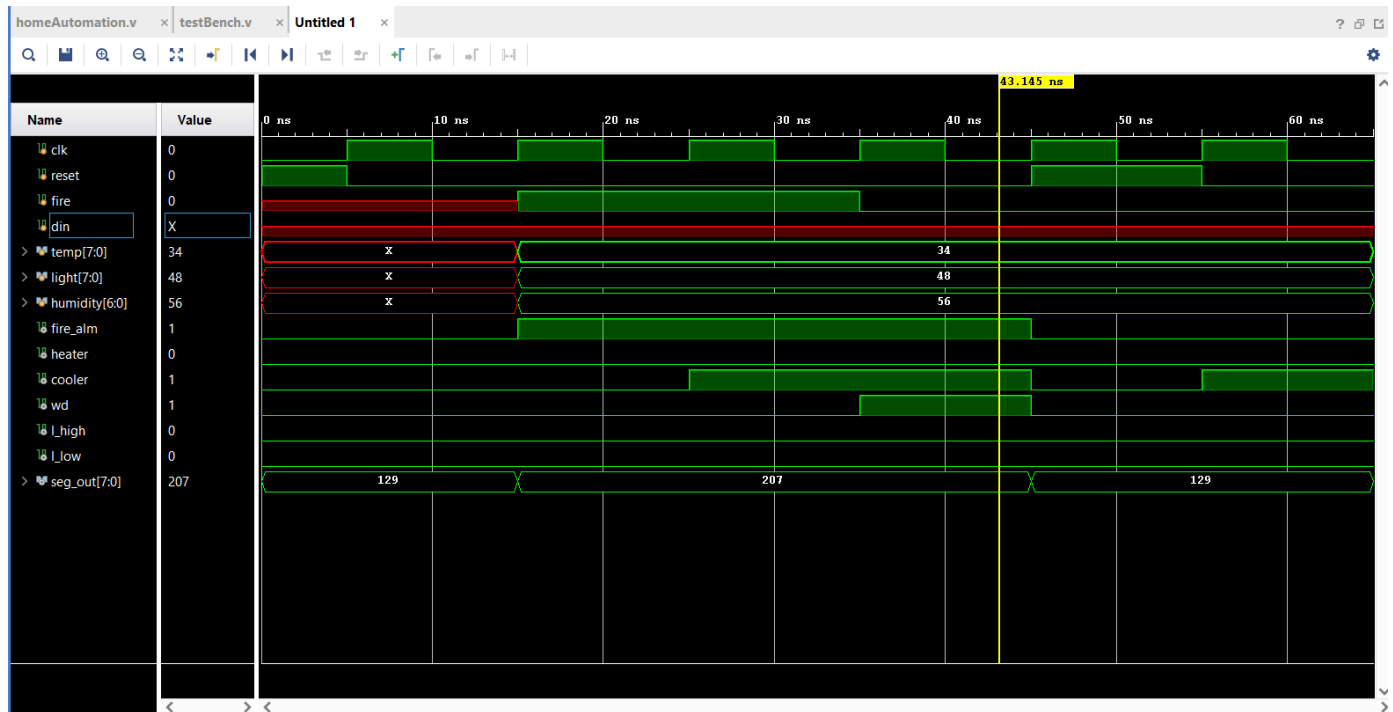 homeAutomation.v × testBench.v × Untitled 1 × ?
43.145 ns
Name Value 0 ns 10 ns 20 ns 30 ns 40 ns 50 ns 60 ns
clk 0
reset 0
fire 0
din X
temp[7:0] 34 X 34
light[7:0] 48 X 48
humidity[6:0] 56 X 56
fire_alm 1
heater 0
cooler 1
wd 1
l_high 0
l_low 0
seg_out[7:0] 207 129 207 129